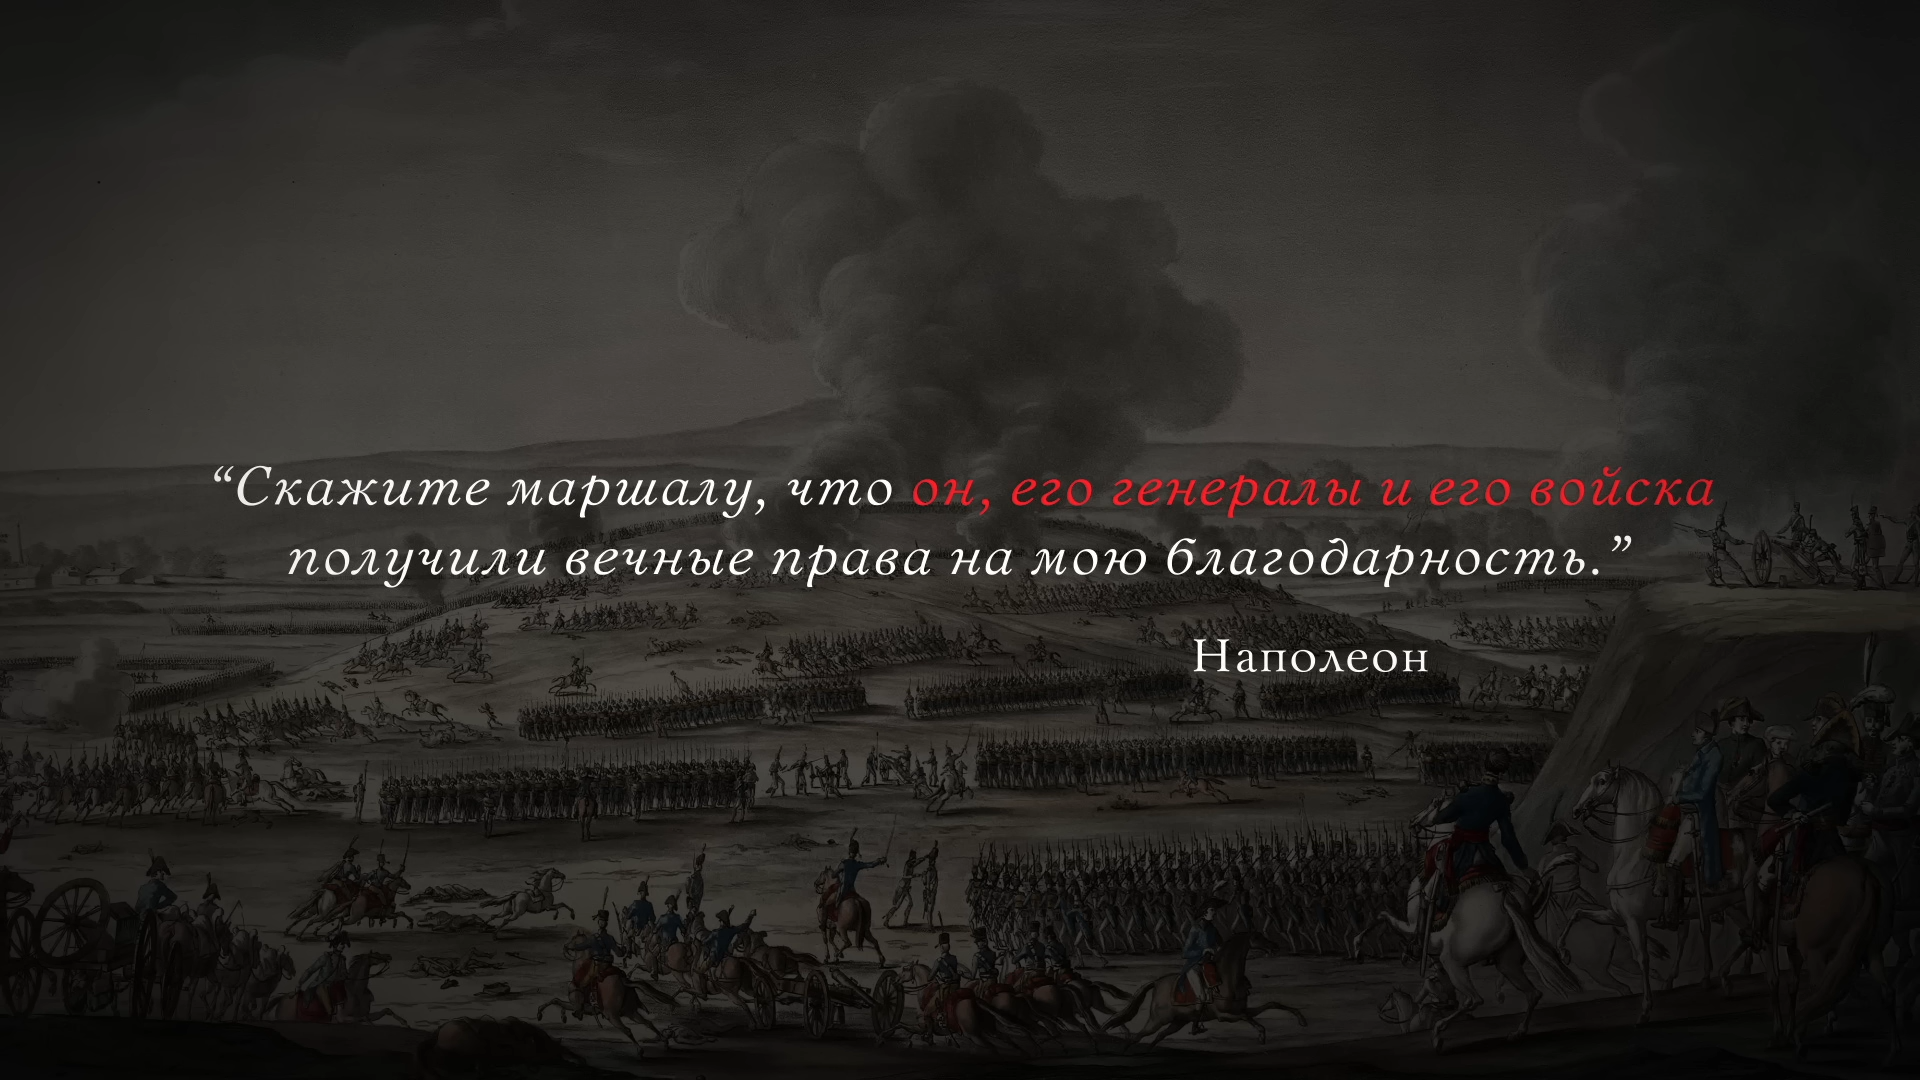 “Скажите маршалу, что он, его генералы и его войска
получили вечные права на мою благодарность.”
Наполеон